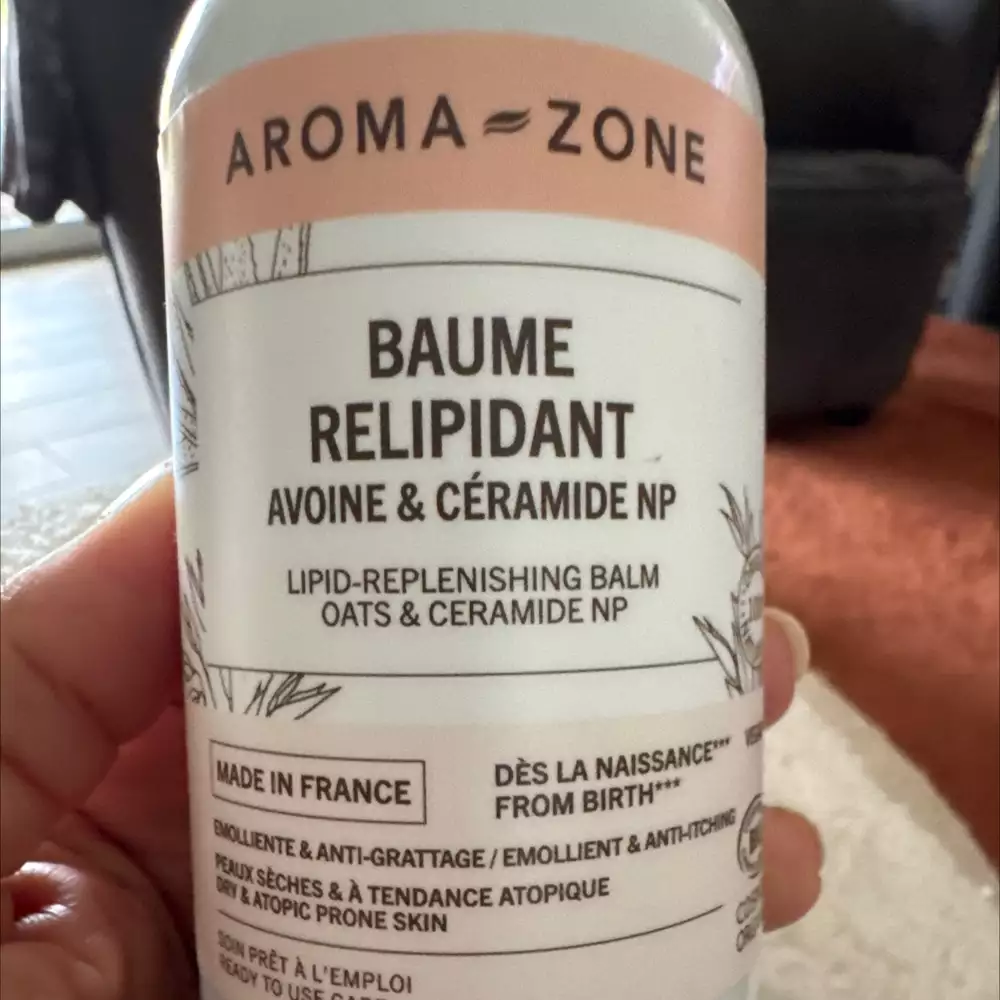 AROMA-ZONE
BAUME
RELIPIDANT
AVOINE & CÉRAMIDE NP
LIPID-REPLENISHING BALM
OATS & CERAMIDE NP
MADE IN FRANCE
DÈS LA NAISSANCE***
FROM BIRTH***
EMOLLIENTE & ANTI-GRATTAGE / EMOLLIENT & ANTI-ITCHING
PEAUX SÈCHES & À TENDANCE ATOPIQUE
DRY & ATOPIC PRONE SKIN
SOIN PRÊT À L'EMPLOI
READY TO USE